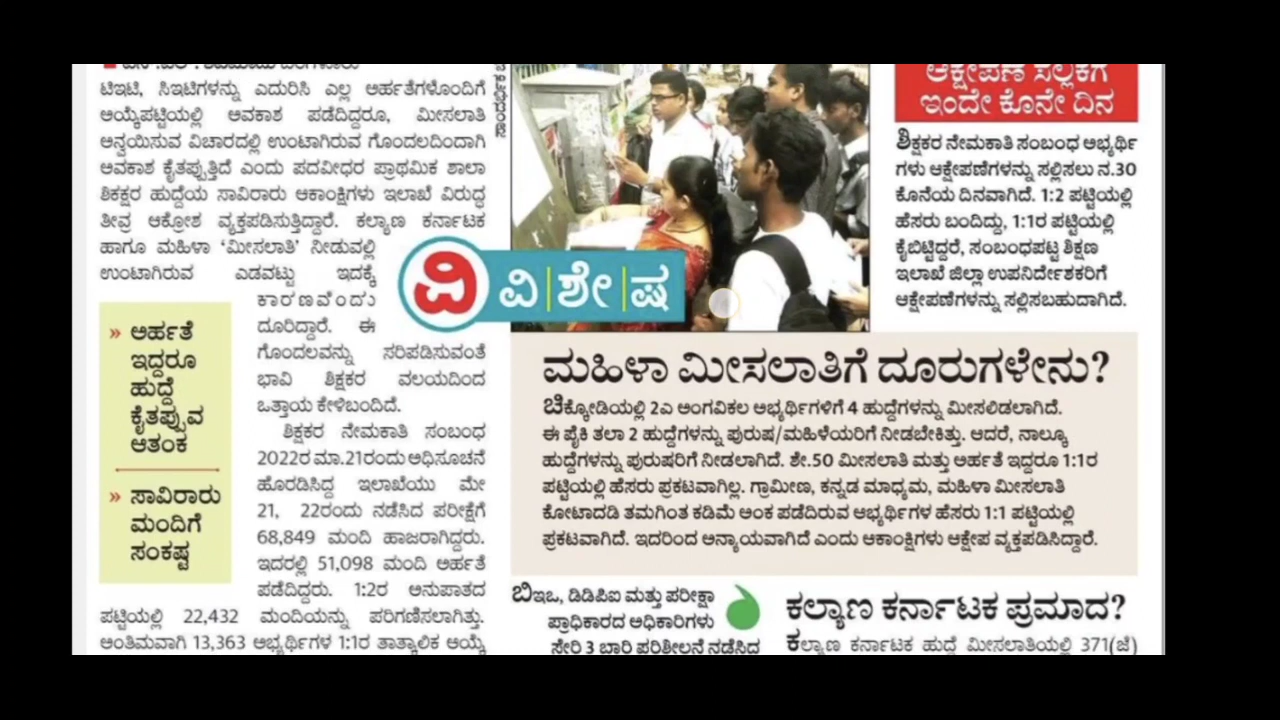 ಟಿಇಟಿ, ಸಿಇಟಿಗಳನ್ನು ಎದುರಿಸಿ ಎಲ್ಲ ಅರ್ಹತೆಗಳೊಂದಿಗೆ
ಆಯ್ಕೆಪಟ್ಟಿಯಲ್ಲಿ ಅವಕಾಶ ಪಡೆದಿದ್ದರೂ, ಮೀಸಲಾತಿ
ಅನ್ವಯಿಸುವ ವಿಚಾರದಲ್ಲಿ ಉಂಟಾಗಿರುವ ಗೊಂದಲದಿಂದಾಗಿ
ಅವಕಾಶ ಕೈತಪ್ಪುತ್ತಿದೆ ಎಂದು ಪದವೀಧರ ಪ್ರಾಥಮಿಕ ಶಾಲಾ
ಶಿಕಕ್ಷರ ಹುದ್ದೆಯ ಸಾವಿರಾರು ಆಕಾಂಕ್ಷಿಗಳು ಇಲಾಖೆ ವಿರುದ್ಧ
ತೀವ್ರ ಆಕ್ರೋಶ ವ್ಯಕ್ತಪಡಿಸುತ್ತಿದ್ದಾರೆ. ಕಲ್ಯಾಣ ಕರ್ನಾಟಕ
ಹಾಗೂ ಮಹಿಳಾ ‘ಮೀಸಲಾತಿ’ ನೀಡುವಲ್ಲಿ
ಉಂಟಾಗಿರುವ ಎಡವಟ್ಟು ಇದಕ್ಕೆ
ಕಾರಣವೆಂದು
ದೂರಿದ್ದಾರೆ. ಈ
ಗೊಂದಲವನ್ನು ಸರಿಪಡಿಸುವಂತೆ
ಭಾವಿ ಶಿಕ್ಷಕರ ವಲಯದಿಂದ
ಒತ್ತಾಯ ಕೇಳಿಬಂದಿದೆ.
ಶಿಕ್ಷಕರ ನೇಮಕಾತಿ ಸಂಬಂಧ
2022ರ ಮಾ.21ರಂದು ಅಧಿಸೂಚನೆ
ಹೊರಡಿಸಿದ್ದ ಇಲಾಖೆಯು ಮೇ
21, 22ರಂದು ನಡೆಸಿದ ಪರೀಕ್ಷೆಗೆ
68,849 ಮಂದಿ ಹಾಜರಾಗಿದ್ದರು.
ಇದರಲ್ಲಿ 51,098 ಮಂದಿ ಅರ್ಹತೆ
ಪಡೆದಿದ್ದರು. 1:2ರ ಅನುಪಾತದ
ಪಟ್ಟಿಯಲ್ಲಿ 22,432 ಮಂದಿಯನ್ನು ಪರಿಗಣಿಸಲಾಗಿತ್ತು.
ಅಂತಿಮವಾಗಿ 13,363 ಅಭ್ಯರ್ಥಿಗಳ 1:1ರ ತಾತ್ಕಾಲಿಕ ಆಯ್ಕೆ
» ಅರ್ಹತೆ
ಇದ್ದರೂ
ಹುದ್ದೆ
ಕೈತಪ್ಪುವ
ಆತಂಕ
» ಸಾವಿರಾರು
ಮಂದಿಗೆ
ಸಂಕಷ್ಟ
ವಿ ವಿ|ಶೇ|ಷ
ಆಕ್ಷೇಪಣೆ ಸಲ್ಲಿಕೆಗೆ
ಇಂದೇ ಕೊನೇ ದಿನ
ಶಿಕ್ಷಕರ ನೇಮಕಾತಿ ಸಂಬಂಧ ಅಭ್ಯರ್ಥಿ
ಗಳು ಆಕ್ಷೇಪಣೆಗಳನ್ನು ಸಲ್ಲಿಸಲು ನ.30
ಕೊನೆಯ ದಿನವಾಗಿದೆ. 1:2 ಪಟ್ಟಿಯಲ್ಲಿ
ಹೆಸರು ಬಂದಿದ್ದು, 1:1ರ ಪಟ್ಟಿಯಲ್ಲಿ
ಕೈಬಿಟ್ಟಿದ್ದರೆ, ಸಂಬಂಧಪಟ್ಟ ಶಿಕ್ಷಣ
ಇಲಾಖೆ ಜಿಲ್ಲಾ ಉಪನಿರ್ದೇಶಕರಿಗೆ
ಆಕ್ಷೇಪಣೆಗಳನ್ನು ಸಲ್ಲಿಸಬಹುದಾಗಿದೆ.
ಮಹಿಳಾ ಮೀಸಲಾತಿಗೆ ದೂರುಗಳೇನು?
ಚಿಕ್ಕೋಡಿಯಲ್ಲಿ 2ಎ ಅಂಗವಿಕಲ ಅಭ್ಯರ್ಥಿಗಳಿಗೆ 4 ಹುದ್ದೆಗಳನ್ನು ಮೀಸಲಿಡಲಾಗಿದೆ.
ಈ ಪೈಕಿ ತಲಾ 2 ಹುದ್ದೆಗಳನ್ನು ಪುರುಷ/ಮಹಿಳೆಯರಿಗೆ ನೀಡಬೇಕಿತ್ತು. ಆದರೆ, ನಾಲ್ಕೂ
ಹುದ್ದೆಗಳನ್ನು ಪುರುಷರಿಗೆ ನೀಡಲಾಗಿದೆ. ಶೇ.50 ಮೀಸಲಾತಿ ಮತ್ತು ಅರ್ಹತೆ ಇದ್ದರೂ 1:1ರ
ಪಟ್ಟಿಯಲ್ಲಿ ಹೆಸರು ಪ್ರಕಟವಾಗಿಲ್ಲ. ಗ್ರಾಮೀಣ, ಕನ್ನಡ ಮಾಧ್ಯಮ, ಮಹಿಳಾ ಮೀಸಲಾತಿ
ಕೋಟಾದಡಿ ತಮಗಿಂತ ಕಡಿಮೆ ಅಂಕ ಪಡೆದಿರುವ ಅಭ್ಯರ್ಥಿಗಳ ಹೆಸರು 1:1 ಪಟ್ಟಿಯಲ್ಲಿ
ಪ್ರಕಟವಾಗಿದೆ. ಇದರಿಂದ ಅನ್ಯಾಯವಾಗಿದೆ ಎಂದು ಆಕಾಂಕ್ಷಿಗಳು ಆಕ್ಷೇಪ ವ್ಯಕ್ತಪಡಿಸಿದ್ದಾರೆ.
ಬಿಇಒ, ಡಿಡಿಪಿಐ ಮತ್ತು ಪರೀಕ್ಷಾ
ಪ್ರಾಧಿಕಾರದ ಅಧಿಕಾರಿಗಳು
ಸೇರಿ 3 ಬಾರಿ ಪರಿಶೀಲನೆ ನಡೆಸಿದ
ಕಲ್ಯಾಣ ಕರ್ನಾಟಕ ಪ್ರಮಾದ?
ಕಲ್ಯಾಣ ಕರ್ನಾಟಕ ಹುದ್ದೆ ಮೀಸಲಾತಿಯಲ್ಲಿ 371(ಜೆ)